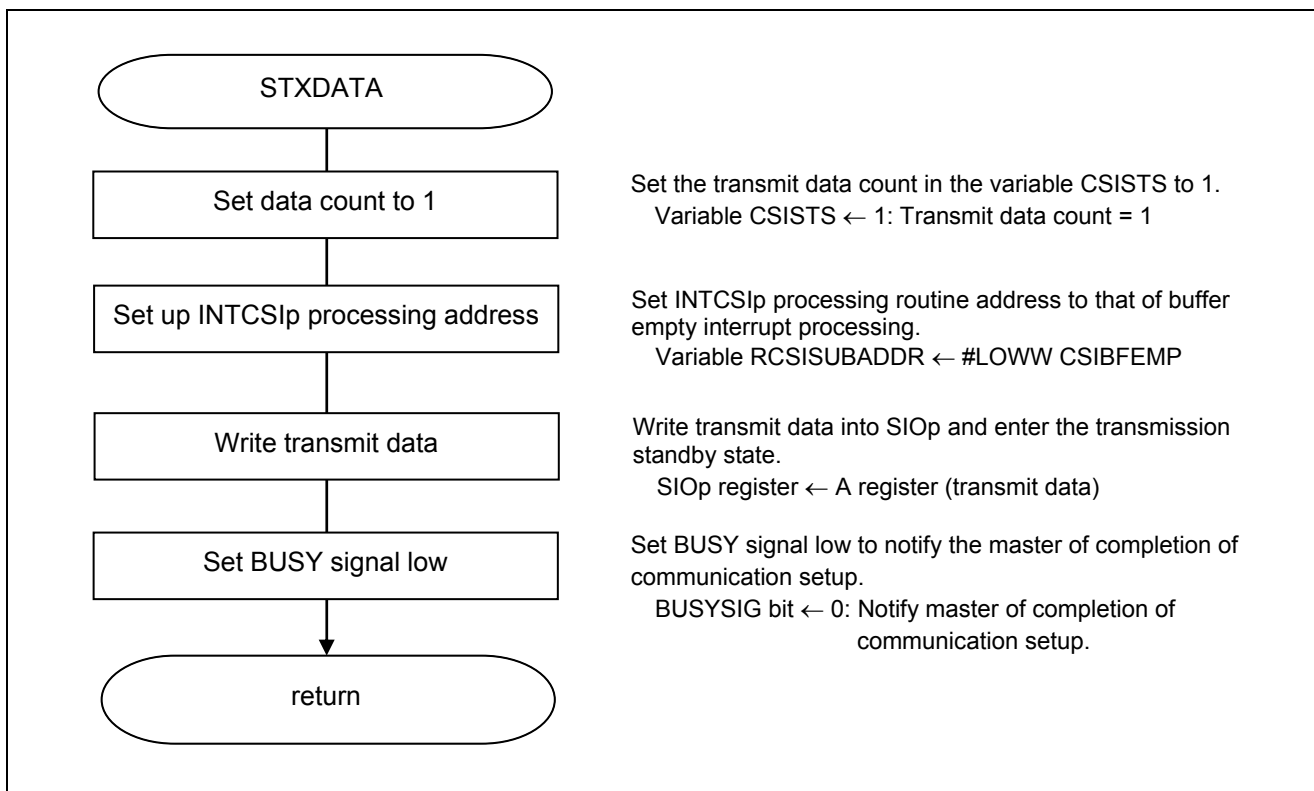 STXDATA
Set data count to 1
Set the transmit data count in the variable CSISTS to 1.
Variable CSISTS ← 1: Transmit data count = 1
Set up INTCSIp processing address
Set INTCSIp processing routine address to that of buffer
empty interrupt processing.
Variable RCSISUBADDR ← #LOWW CSIBFEMP
Write transmit data
Write transmit data into SIOp and enter the transmission
standby state.
SIOp register ← A register (transmit data)
Set BUSY signal low
Set BUSY signal low to notify the master of completion of
communication setup.
BUSYSIG bit ← 0: Notify master of completion of
communication setup.
return